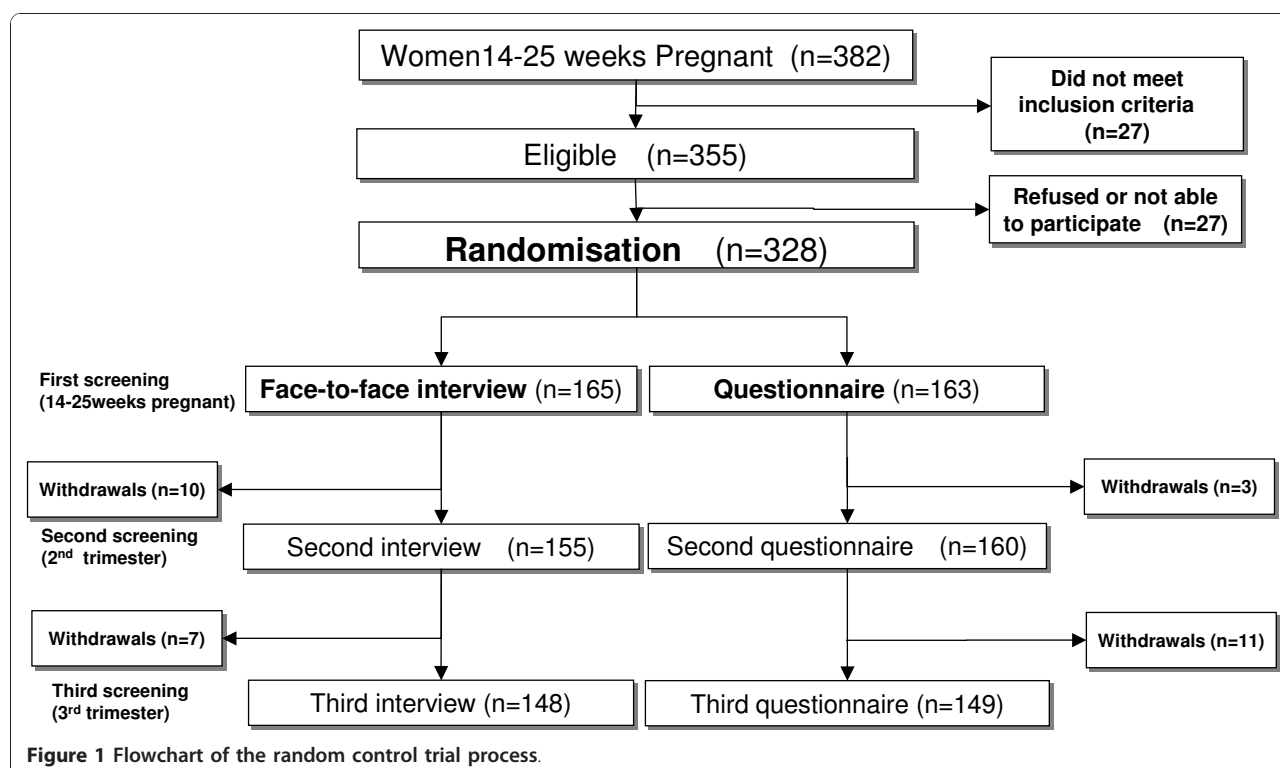 Women14-25 weeks Pregnant (n=382)
Did not meet
inclusion criteria
(n=27)
Eligible (n=355)
Refused or not able
to participate (n=27)
Randomisation (n=328)
First screening
(14-25weeks pregnant)
Face-to-face interview (n=165)
Questionnaire (n=163)
Withdrawals (n=10)
Withdrawals (n=3)
Second screening
(2nd trimester)
Second interview (n=155)
Second questionnaire (n=160)
Withdrawals (n=7)
Withdrawals (n=11)
Third screening
(3rd trimester)
Third interview (n=148)
Third questionnaire (n=149)
Figure 1 Flowchart of the random control trial process.